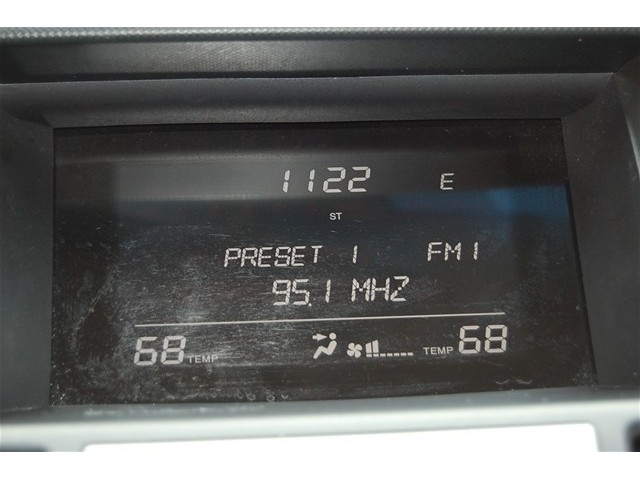 1122 E
ST
PRESET 1 FM1
95.1 MHZ
68 TEMP TEMP 68